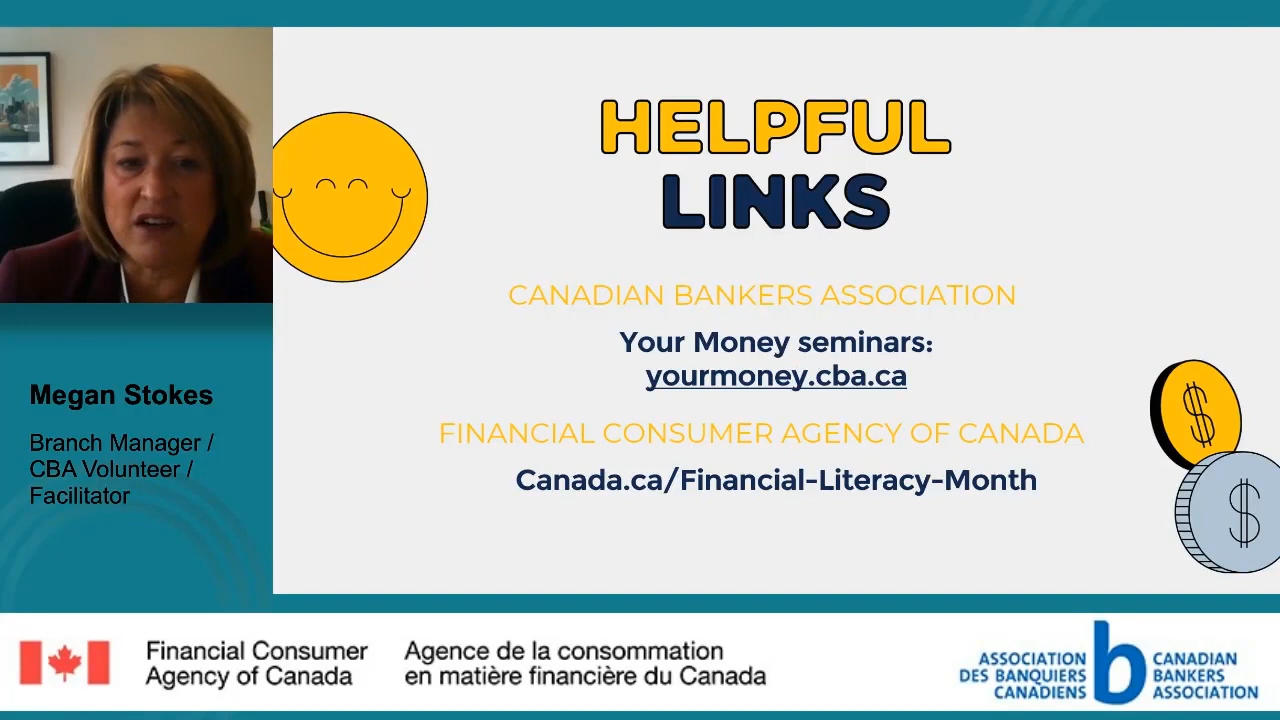 HELPFUL
LINKS
CANADIAN BANKERS ASSOCIATION
Your Money seminars:
yourmoney.cba.ca
FINANCIAL CONSUMER AGENCY OF CANADA
Canada.ca/Financial-Literacy-Month
Megan Stokes
Branch Manager /
CBA Volunteer /
Facilitator
Financial Consumer
Agency of Canada
Agence de la consommation
en matière financière du Canada
ASSOCIATION
DES BANQUIERS
CANADIENS
b
CANADIAN
BANKERS
ASSOCIATION